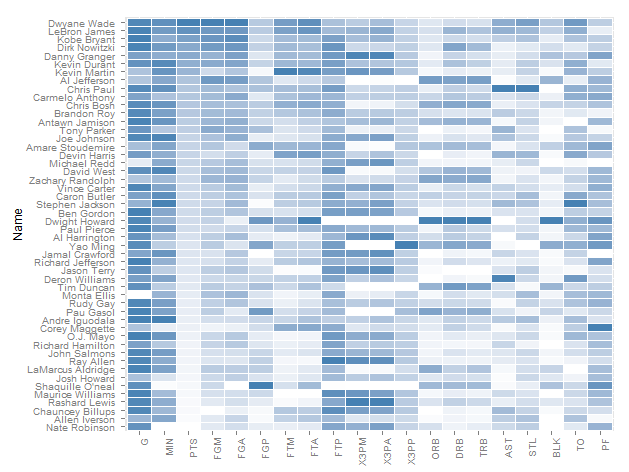 Name
Dwyane Wade
LeBron James
Kobe Bryant
Dirk Nowitzki
Danny Granger
Kevin Durant
Kevin Martin
Al Jefferson
Chris Paul
Carmelo Anthony
Chris Bosh
Brandon Roy
Antawn Jamison
Tony Parker
Joe Johnson
Amare Stoudemire
Devin Harris
Michael Redd
David West
Zachary Randolph
Vince Carter
Caron Butler
Stephen Jackson
Ben Gordon
Dwight Howard
Paul Pierce
Al Harrington
Yao Ming
Jamal Crawford
Richard Jefferson
Jason Terry
Deron Williams
Tim Duncan
Monta Ellis
Rudy Gay
Pau Gasol
Andre Iguodala
Corey Maggette
O.J. Mayo
Richard Hamilton
John Salmons
Ray Allen
LaMarcus Aldridge
Josh Howard
Shaquille O'neal
Maurice Williams
Rashard Lewis
Chauncey Billups
Allen Iverson
Nate Robinson
G MIN PTS FGM FGA FGP FTM FTA FTP X3PM X3PA X3PP ORB DRB TRB AST STL BLK TO PF